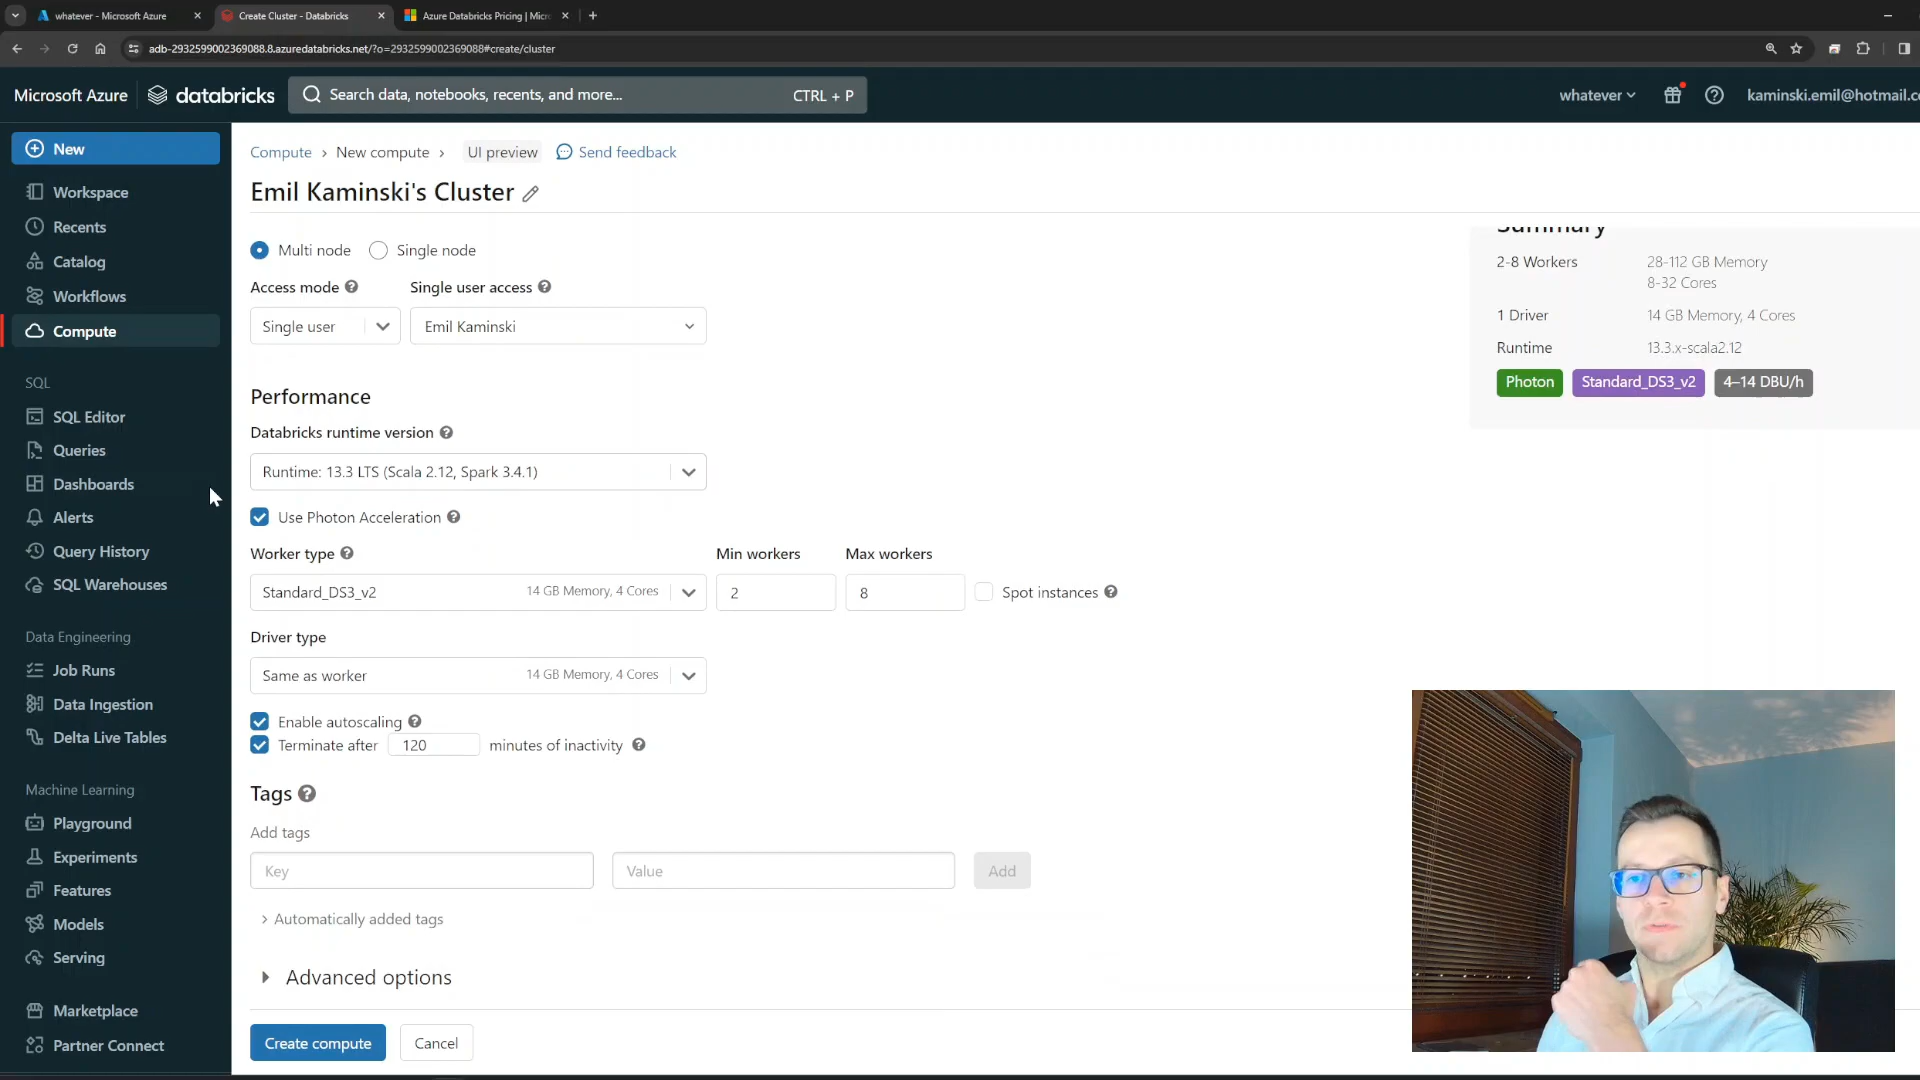 whatever - Microsoft Azure
Create Cluster - Databricks
Azure Databricks Pricing | Micr
adb-2932599002369088.8.azuredatabricks.net/?o=2932599002369088#create/cluster
Microsoft Azure
databricks
Search data, notebooks, recents, and more...
CTRL + P
whatever
kaminski.emil@hotmail.c
New
Workspace
Recents
Catalog
Workflows
Compute
SQL
SQL Editor
Queries
Dashboards
Alerts
Query History
SQL Warehouses
Data Engineering
Job Runs
Data Ingestion
Delta Live Tables
Machine Learning
Playground
Experiments
Features
Models
Serving
Marketplace
Partner Connect
Compute › New compute › UI preview Send feedback
Emil Kaminski's Cluster
Multi node Single node
Access mode Single user access
Single user Emil Kaminski
Performance
Databricks runtime version
Runtime: 13.3 LTS (Scala 2.12, Spark 3.4.1)
Use Photon Acceleration
Worker type Min workers Max workers
Standard_DS3_v2 14 GB Memory, 4 Cores 2 8 Spot instances
Driver type
Same as worker 14 GB Memory, 4 Cores
Enable autoscaling
Terminate after 120 minutes of inactivity
Tags
Add tags
Key Value Add
Automatically added tags
Advanced options
Create compute Cancel
Summary
2-8 Workers 28-112 GB Memory
8-32 Cores
1 Driver 14 GB Memory, 4 Cores
Runtime 13.3.x-scala2.12
Photon Standard_DS3_v2 4–14 DBU/h